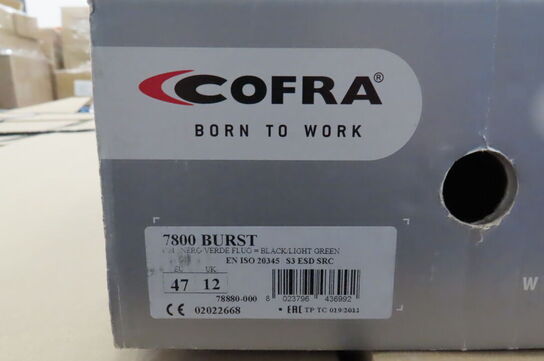 COFRA®
BORN TO WORK
7800 BURST
NERO/VERDE FLUO = BLACK/LIGHT GREEN
EN ISO 20345 S3 ESD SRC
EU UK
47 12
78880-000 8 023796 436992
CE 02022668 • EAC TP TC 019/2011
W